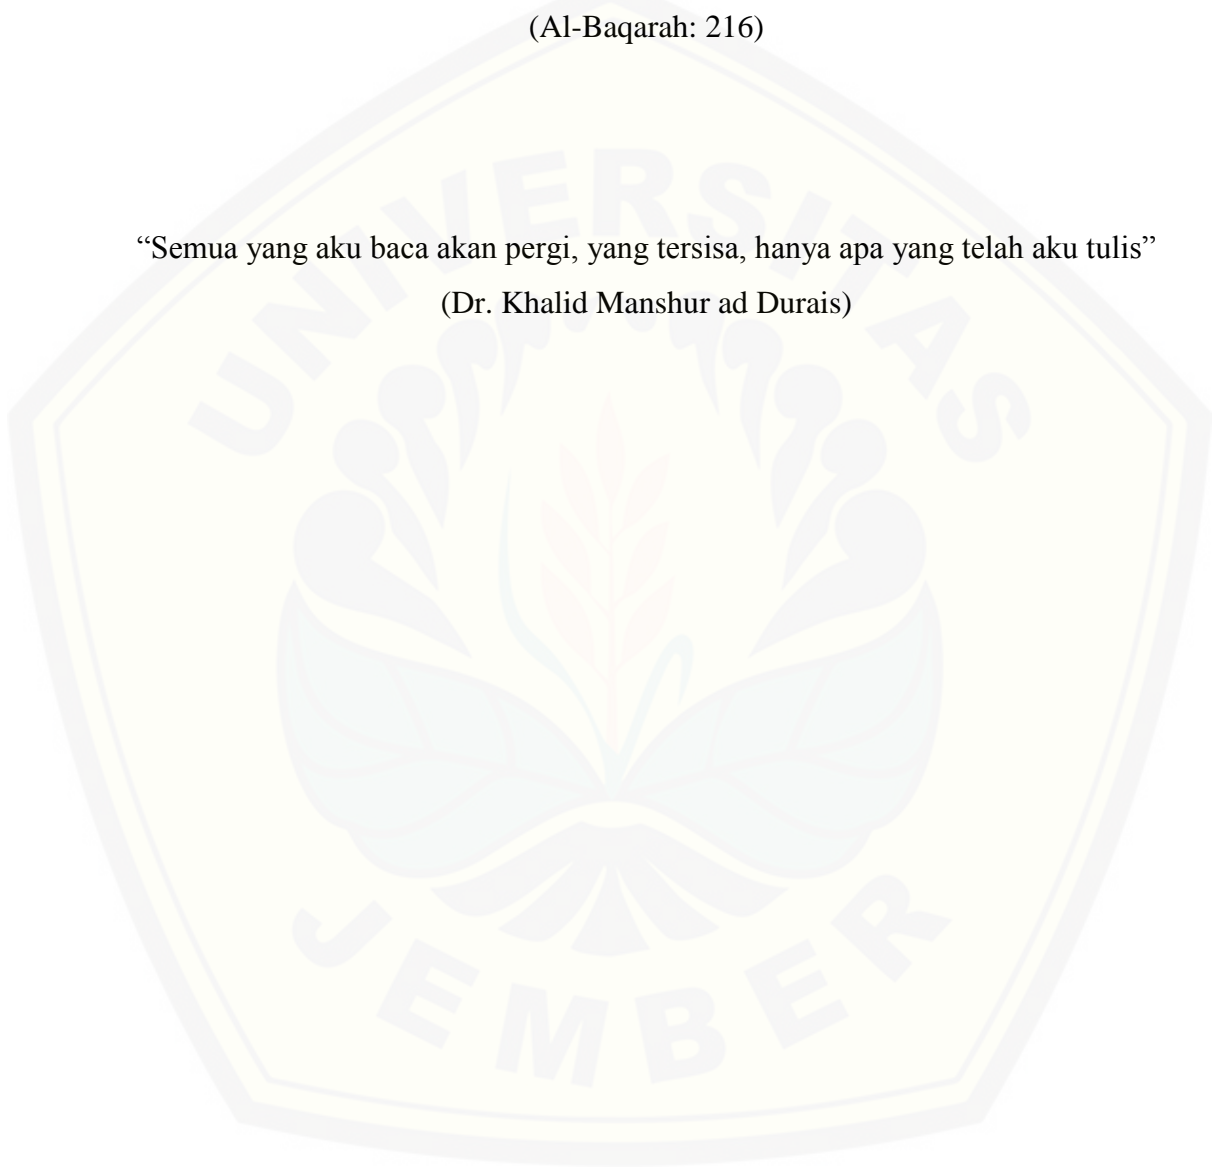 (Al-Baqarah: 216)
“Semua yang aku baca akan pergi, yang tersisa, hanya apa yang telah aku tulis”
(Dr. Khalid Manshur ad Durais)
UNIVERSITAS
JEMBER